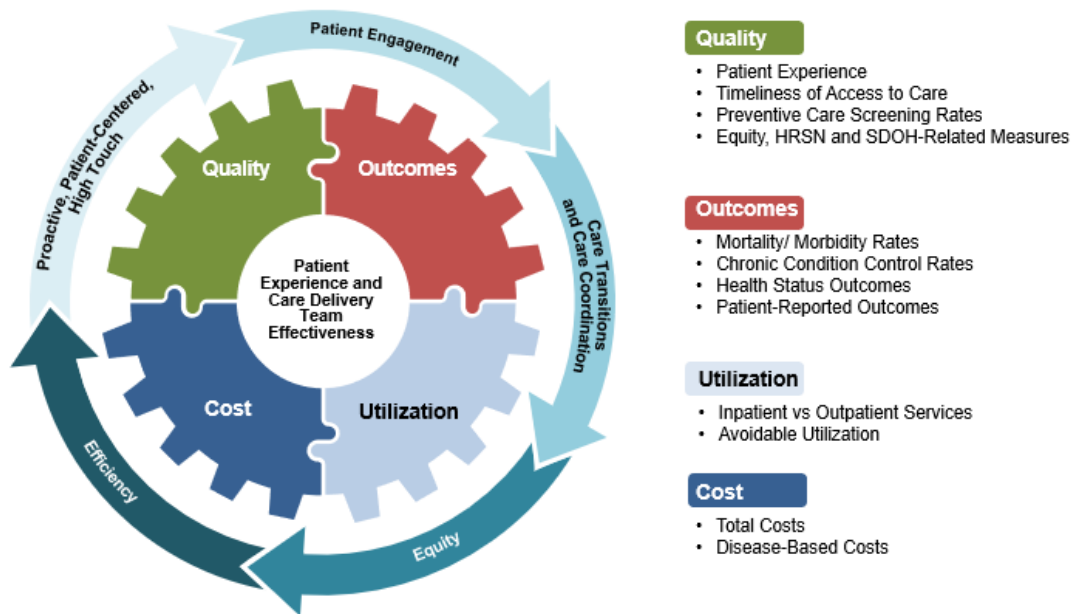 Patient Engagement
Proactive, Patient-Centered,
High Touch
Care Transitions
and Care Coordination
Equity
Efficiency
Quality
Outcomes
Patient
Experience and
Care Delivery
Team
Effectiveness
Cost
Utilization
Quality
• Patient Experience
• Timeliness of Access to Care
• Preventive Care Screening Rates
• Equity, HRSN and SDOH-Related Measures
Outcomes
• Mortality/ Morbidity Rates
• Chronic Condition Control Rates
• Health Status Outcomes
• Patient-Reported Outcomes
Utilization
• Inpatient vs Outpatient Services
• Avoidable Utilization
Cost
• Total Costs
• Disease-Based Costs